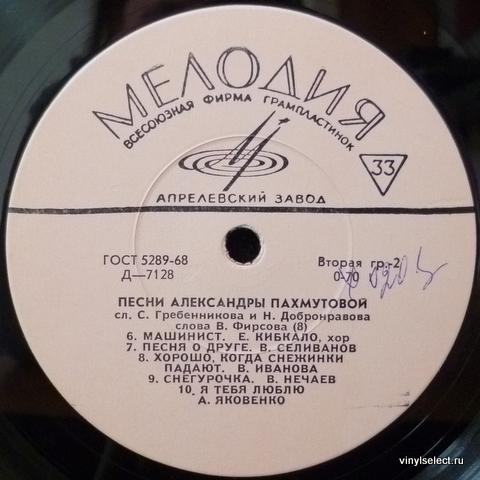 МЕЛОДИЯ
ВСЕСОЮЗНАЯ ФИРМА ГРАМПЛАСТИНОК
33
АПРЕЛЕВСКИЙ ЗАВОД
ГОСТ 5289-68
Вторая гр.-2
Д—7128
0-70
ПЕСНИ АЛЕКСАНДРЫ ПАХМУТОВОЙ
сл. С. Гребенникова и Н. Добронравова
слова В. Фирсова (8)
6. МАШИНИСТ. Е. КИБКАЛО, хор
7. ПЕСНЯ О ДРУГЕ. В. СЕЛИВАНОВ
8. ХОРОШО, КОГДА СНЕЖИНКИ
ПАДАЮТ. В. ИВАНОВА
9. СНЕГУРОЧКА. В. НЕЧАЕВ
10. Я ТЕБЯ ЛЮБЛЮ
А. ЯКОВЕНКО
vinylselect.ru